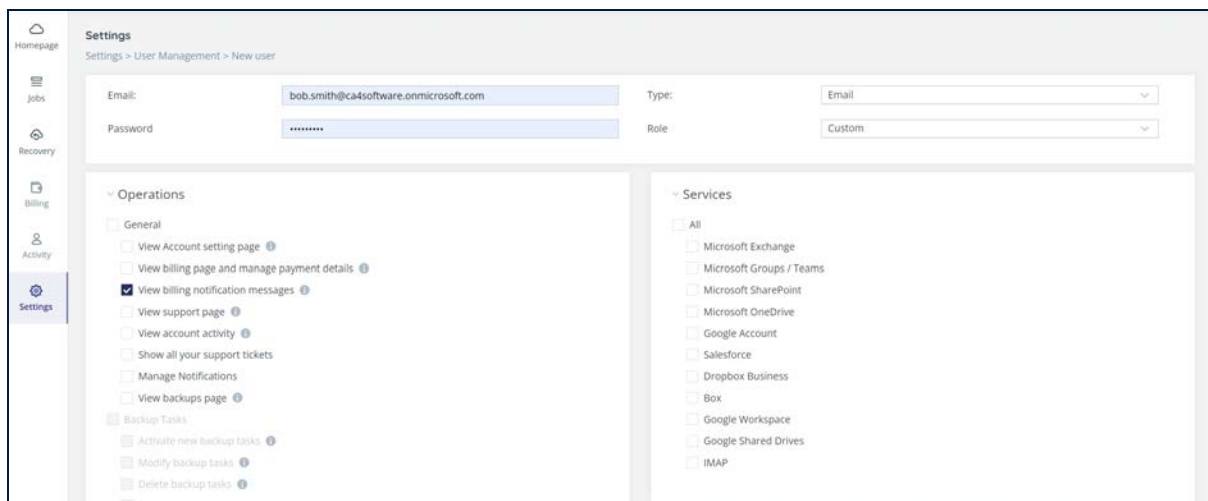 Homepage
Jobs
Recovery
Billing
Activity
Settings
Settings
Settings > User Management > New user
Email:
bob.smith@ca4software.onmicrosoft.com
Type:
Email
Password
•••••••••
Role
Custom
Operations
General
View Account setting page
View billing page and manage payment details
View billing notification messages
View support page
View account activity
Show all your support tickets
Manage Notifications
View backups page
Backup Tasks
Activate new backup tasks
Modify backup tasks
Delete backup tasks
Services
All
Microsoft Exchange
Microsoft Groups / Teams
Microsoft SharePoint
Microsoft OneDrive
Google Account
Salesforce
Dropbox Business
Box
Google Workspace
Google Shared Drives
IMAP